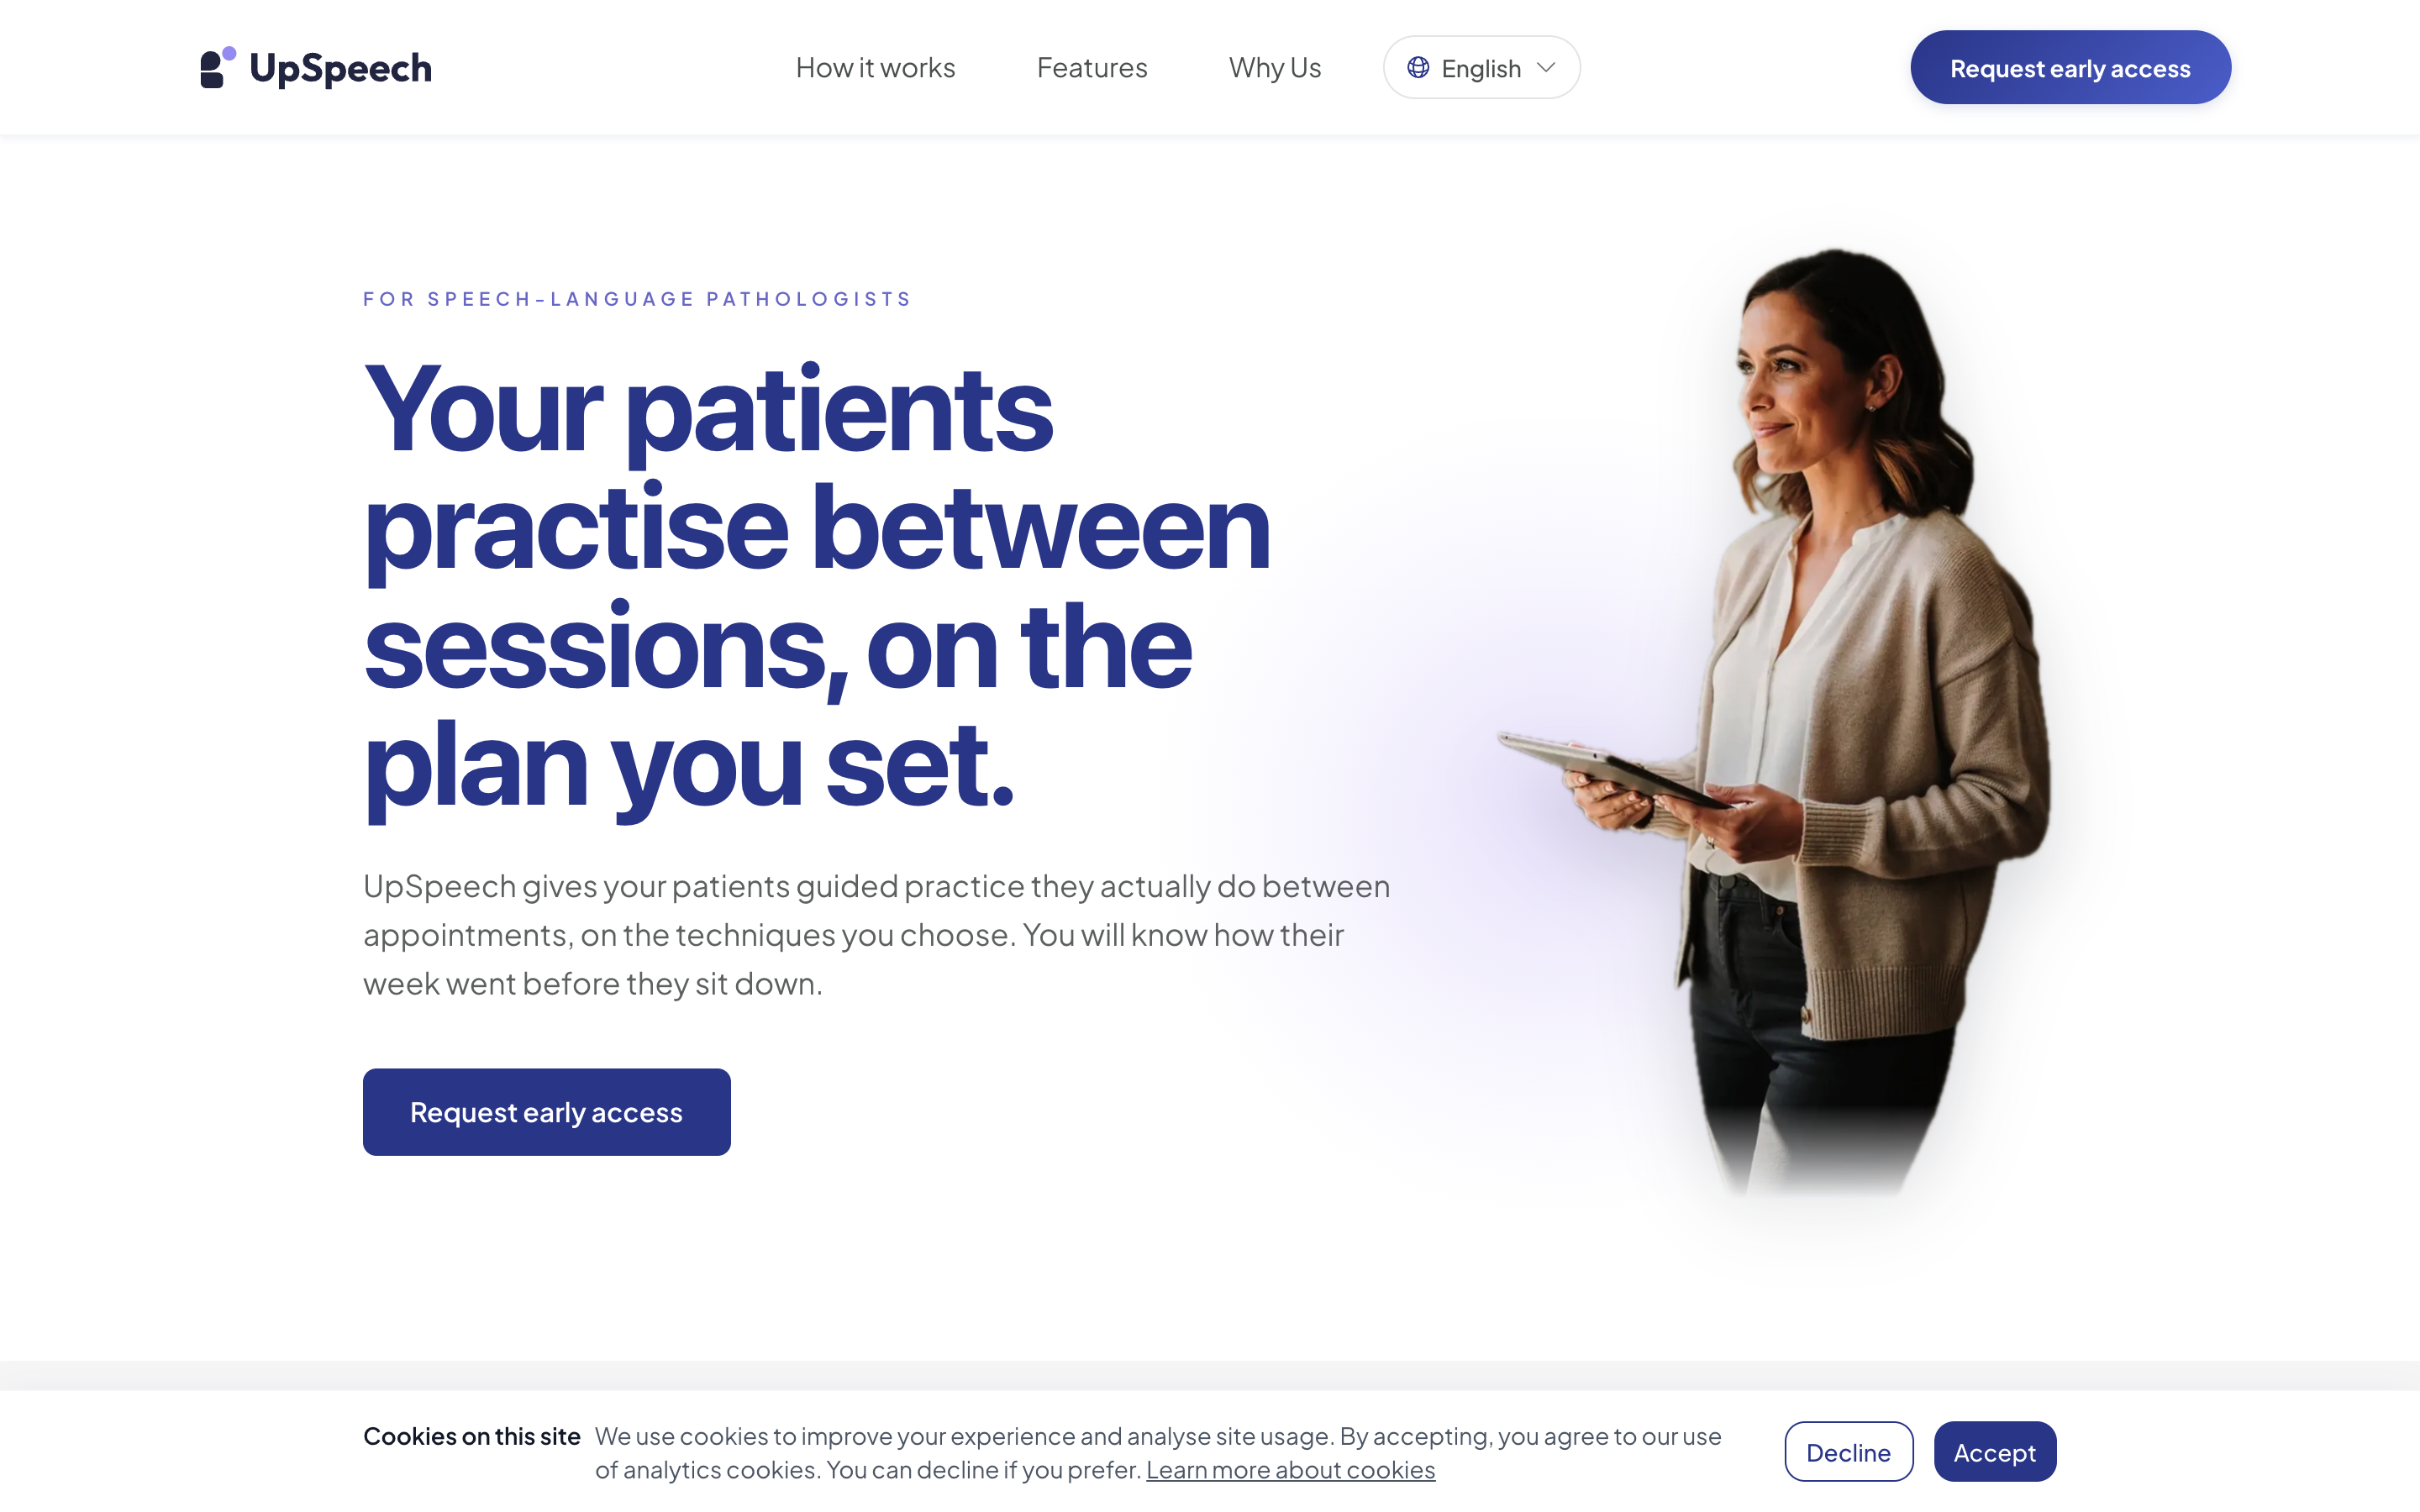 UpSpeech
How it works
Features
Why Us
English
Request early access
FOR SPEECH-LANGUAGE PATHOLOGISTS
Your patients
practise between
sessions, on the
plan you set.
UpSpeech gives your patients guided practice they actually do between
appointments, on the techniques you choose. You will know how their
week went before they sit down.
Request early access
Cookies on this site
We use cookies to improve your experience and analyse site usage. By accepting, you agree to our use
of analytics cookies. You can decline if you prefer. Learn more about cookies
Decline
Accept